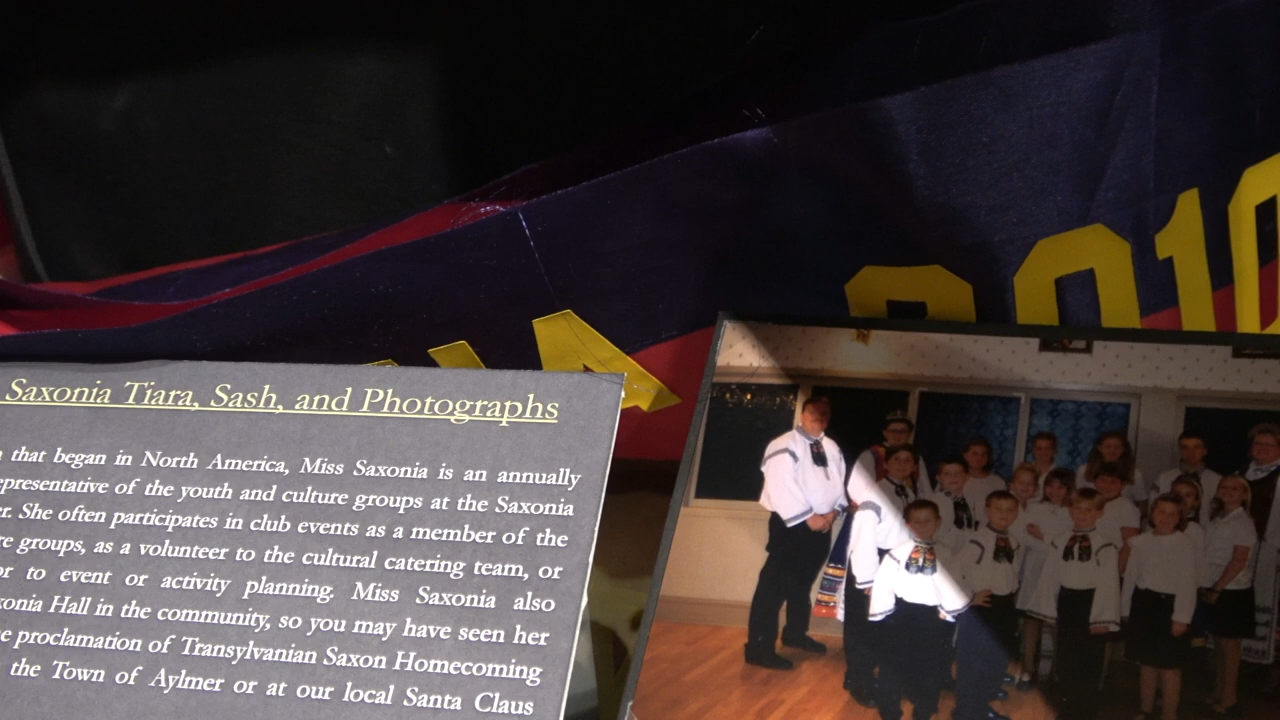 2010
Saxonia Tiara, Sash, and Photographs
that began in North America, Miss Saxonia is an annually
representative of the youth and culture groups at the Saxonia
She often participates in club events as a member of the
groups, as a volunteer to the cultural catering team, or
to event or activity planning. Miss Saxonia also
Hall in the community, so you may have seen her
proclamation of Transylvanian Saxon Homecoming
the Town of Aylmer or at our local Santa Claus